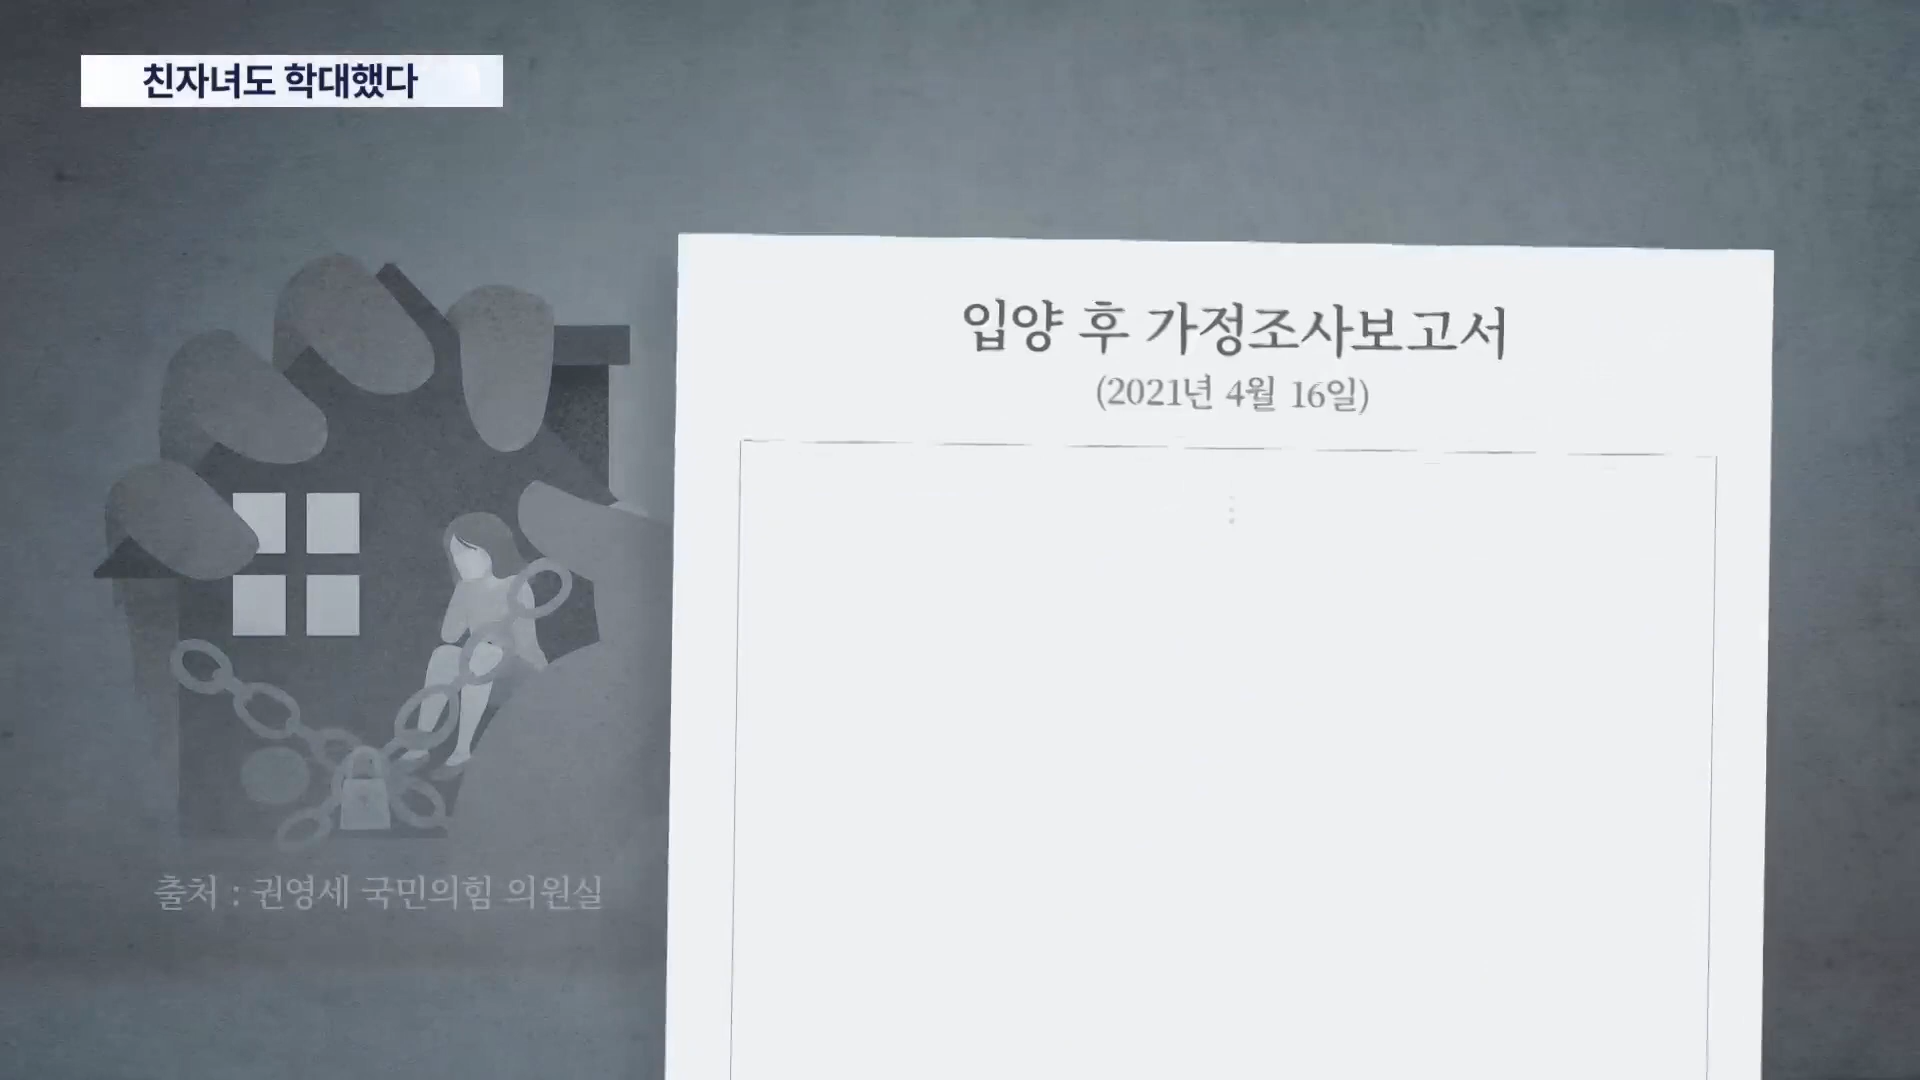 친자녀도 학대했다
입양 후 가정조사보고서
(2021년 4월 16일)
출처 : 권영세 국민의힘 의원실